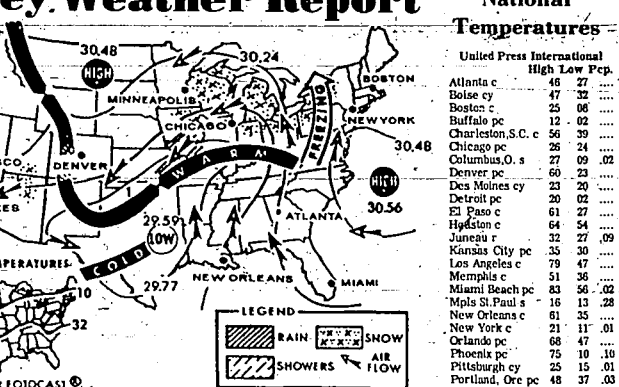 ey Weather Report
National
Temperatures
United Press International
High Low Pcp.
Atlanta c 46 27 ....
Boise cy 47 32 ....
Boston c 25 08 ....
Buffalo pc 12 02 ....
Charleston,S.C. c 56 39 ....
Chicago pc 26 24 ....
Columbus,O. s 27 09 .02
Denver pc 60 23 ....
Des Moines cy 23 20 ....
Detroit pc 20 02 ....
El Paso c 61 27 ....
Houston c 64 54 ....
Juneau r 32 27 .09
Kansas City pc 35 30 ....
Los Angeles c 79 47 ....
Memphis c 51 36 ....
Miami Beach pc 83 56 .02
Mpls St.Paul s 16 13 .28
New Orleans c 61 35 ....
New York c 21 11 .01
Orlando pc 68 47 ....
Phoenix pc 75 10 .10
Pittsburgh cy 25 15 .01
Portland, Ore pc 48 37 .03
30.48
30.24
HIGH
BOSTON
MINNEAPOLIS
NEW YORK
CHICAGO
FREEZING
SCO
DENVER
WARM
30.48
HIGH
30.56
29.59
ATLANTA
LOW
COLD
29.77
NEW ORLEANS
MIAMI
PERATURES
10
32
LEGEND
RAIN
SNOW
SHOWERS
AIR
FLOW
FOTOCAST ®